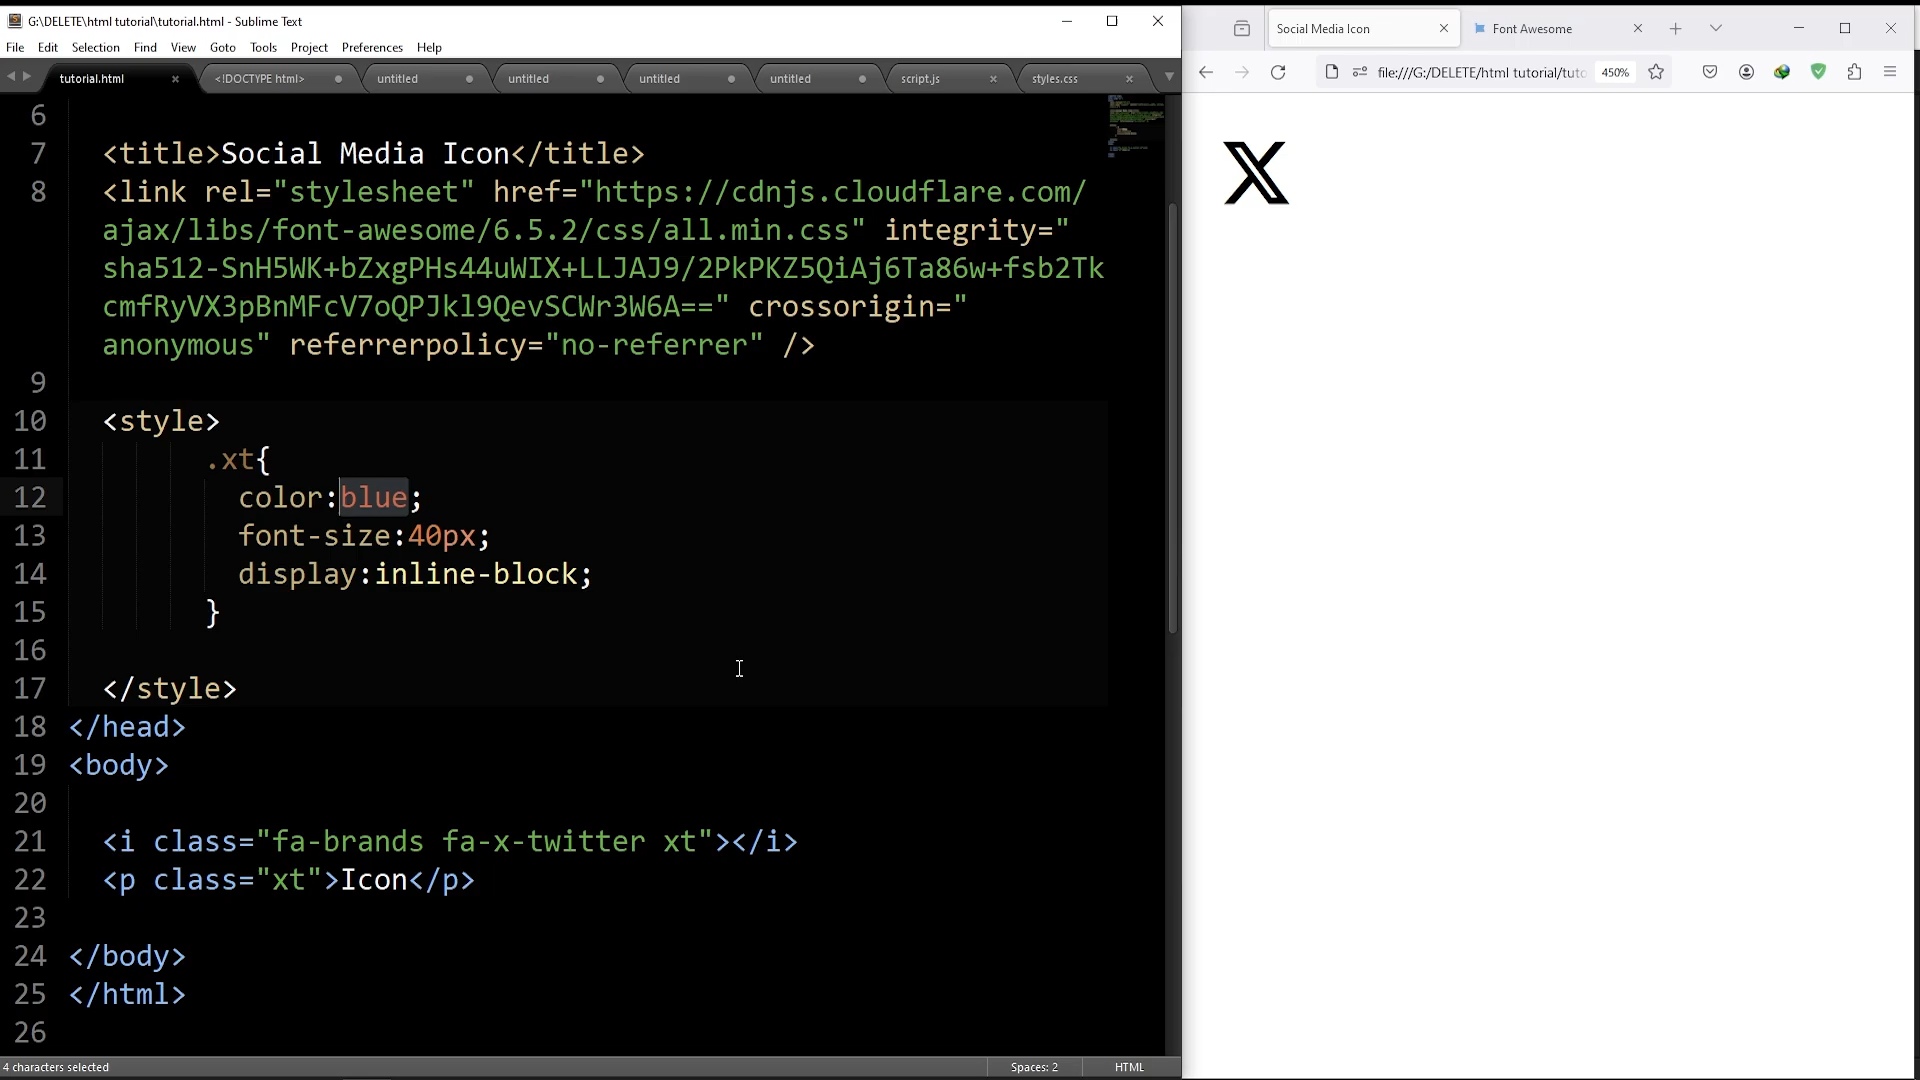 G:\DELETE\html tutorial\tutorial.html - Sublime Text
File Edit Selection Find View Goto Tools Project Preferences Help
tutorial.html <!DOCTYPE html> untitled untitled untitled untitled script.js styles.css
6
7 <title>Social Media Icon</title>
8 <link rel="stylesheet" href="https://cdnjs.cloudflare.com/
ajax/libs/font-awesome/6.5.2/css/all.min.css" integrity="
sha512-SnH5WK+bZxgPHs44uWIX+LLJAJ9/2PkPKZ5QiAj6Ta86w+fsb2Tk
cmfRyVX3pBnMFcV7oQPJkl9QevSCWr3W6A==" crossorigin="
anonymous" referrerpolicy="no-referrer" />
9
10 <style>
11 .xt{
12 color:blue;
13 font-size:40px;
14 display:inline-block;
15 }
16
17 </style>
18 </head>
19 <body>
20
21 <i class="fa-brands fa-x-twitter xt"></i>
22 <p class="xt">Icon</p>
23
24 </body>
25 </html>
26
4 characters selected Spaces: 2 HTML
Social Media Icon Font Awesome
file:///G:/DELETE/html tutorial/tuto 450%